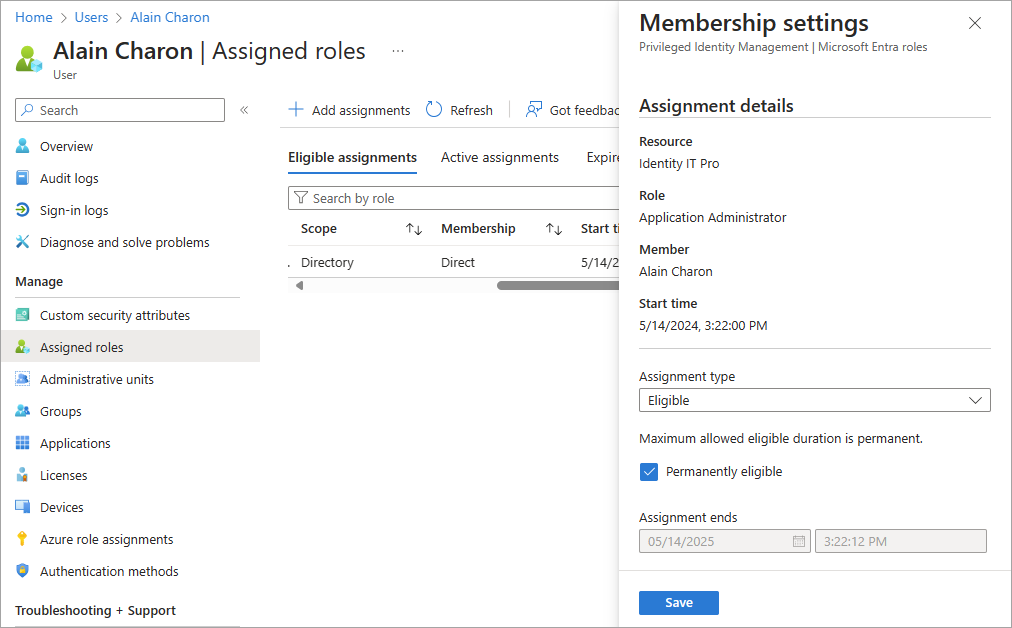 Home > Users > Alain Charon
Alain Charon | Assigned roles ...
User
Search
«
Overview
Audit logs
Sign-in logs
Diagnose and solve problems
Manage
Custom security attributes
Assigned roles
Administrative units
Groups
Applications
Licenses
Devices
Azure role assignments
Authentication methods
Troubleshooting + Support
Add assignments Refresh Got feedbac
Eligible assignments Active assignments Expire
Search by role
Scope Membership Start ti
Directory Direct 5/14/2
Membership settings
Privileged Identity Management | Microsoft Entra roles
Assignment details
Resource
Identity IT Pro
Role
Application Administrator
Member
Alain Charon
Start time
5/14/2024, 3:22:00 PM
Assignment type
Eligible
Maximum allowed eligible duration is permanent.
Permanently eligible
Assignment ends
05/14/2025 3:22:12 PM
Save